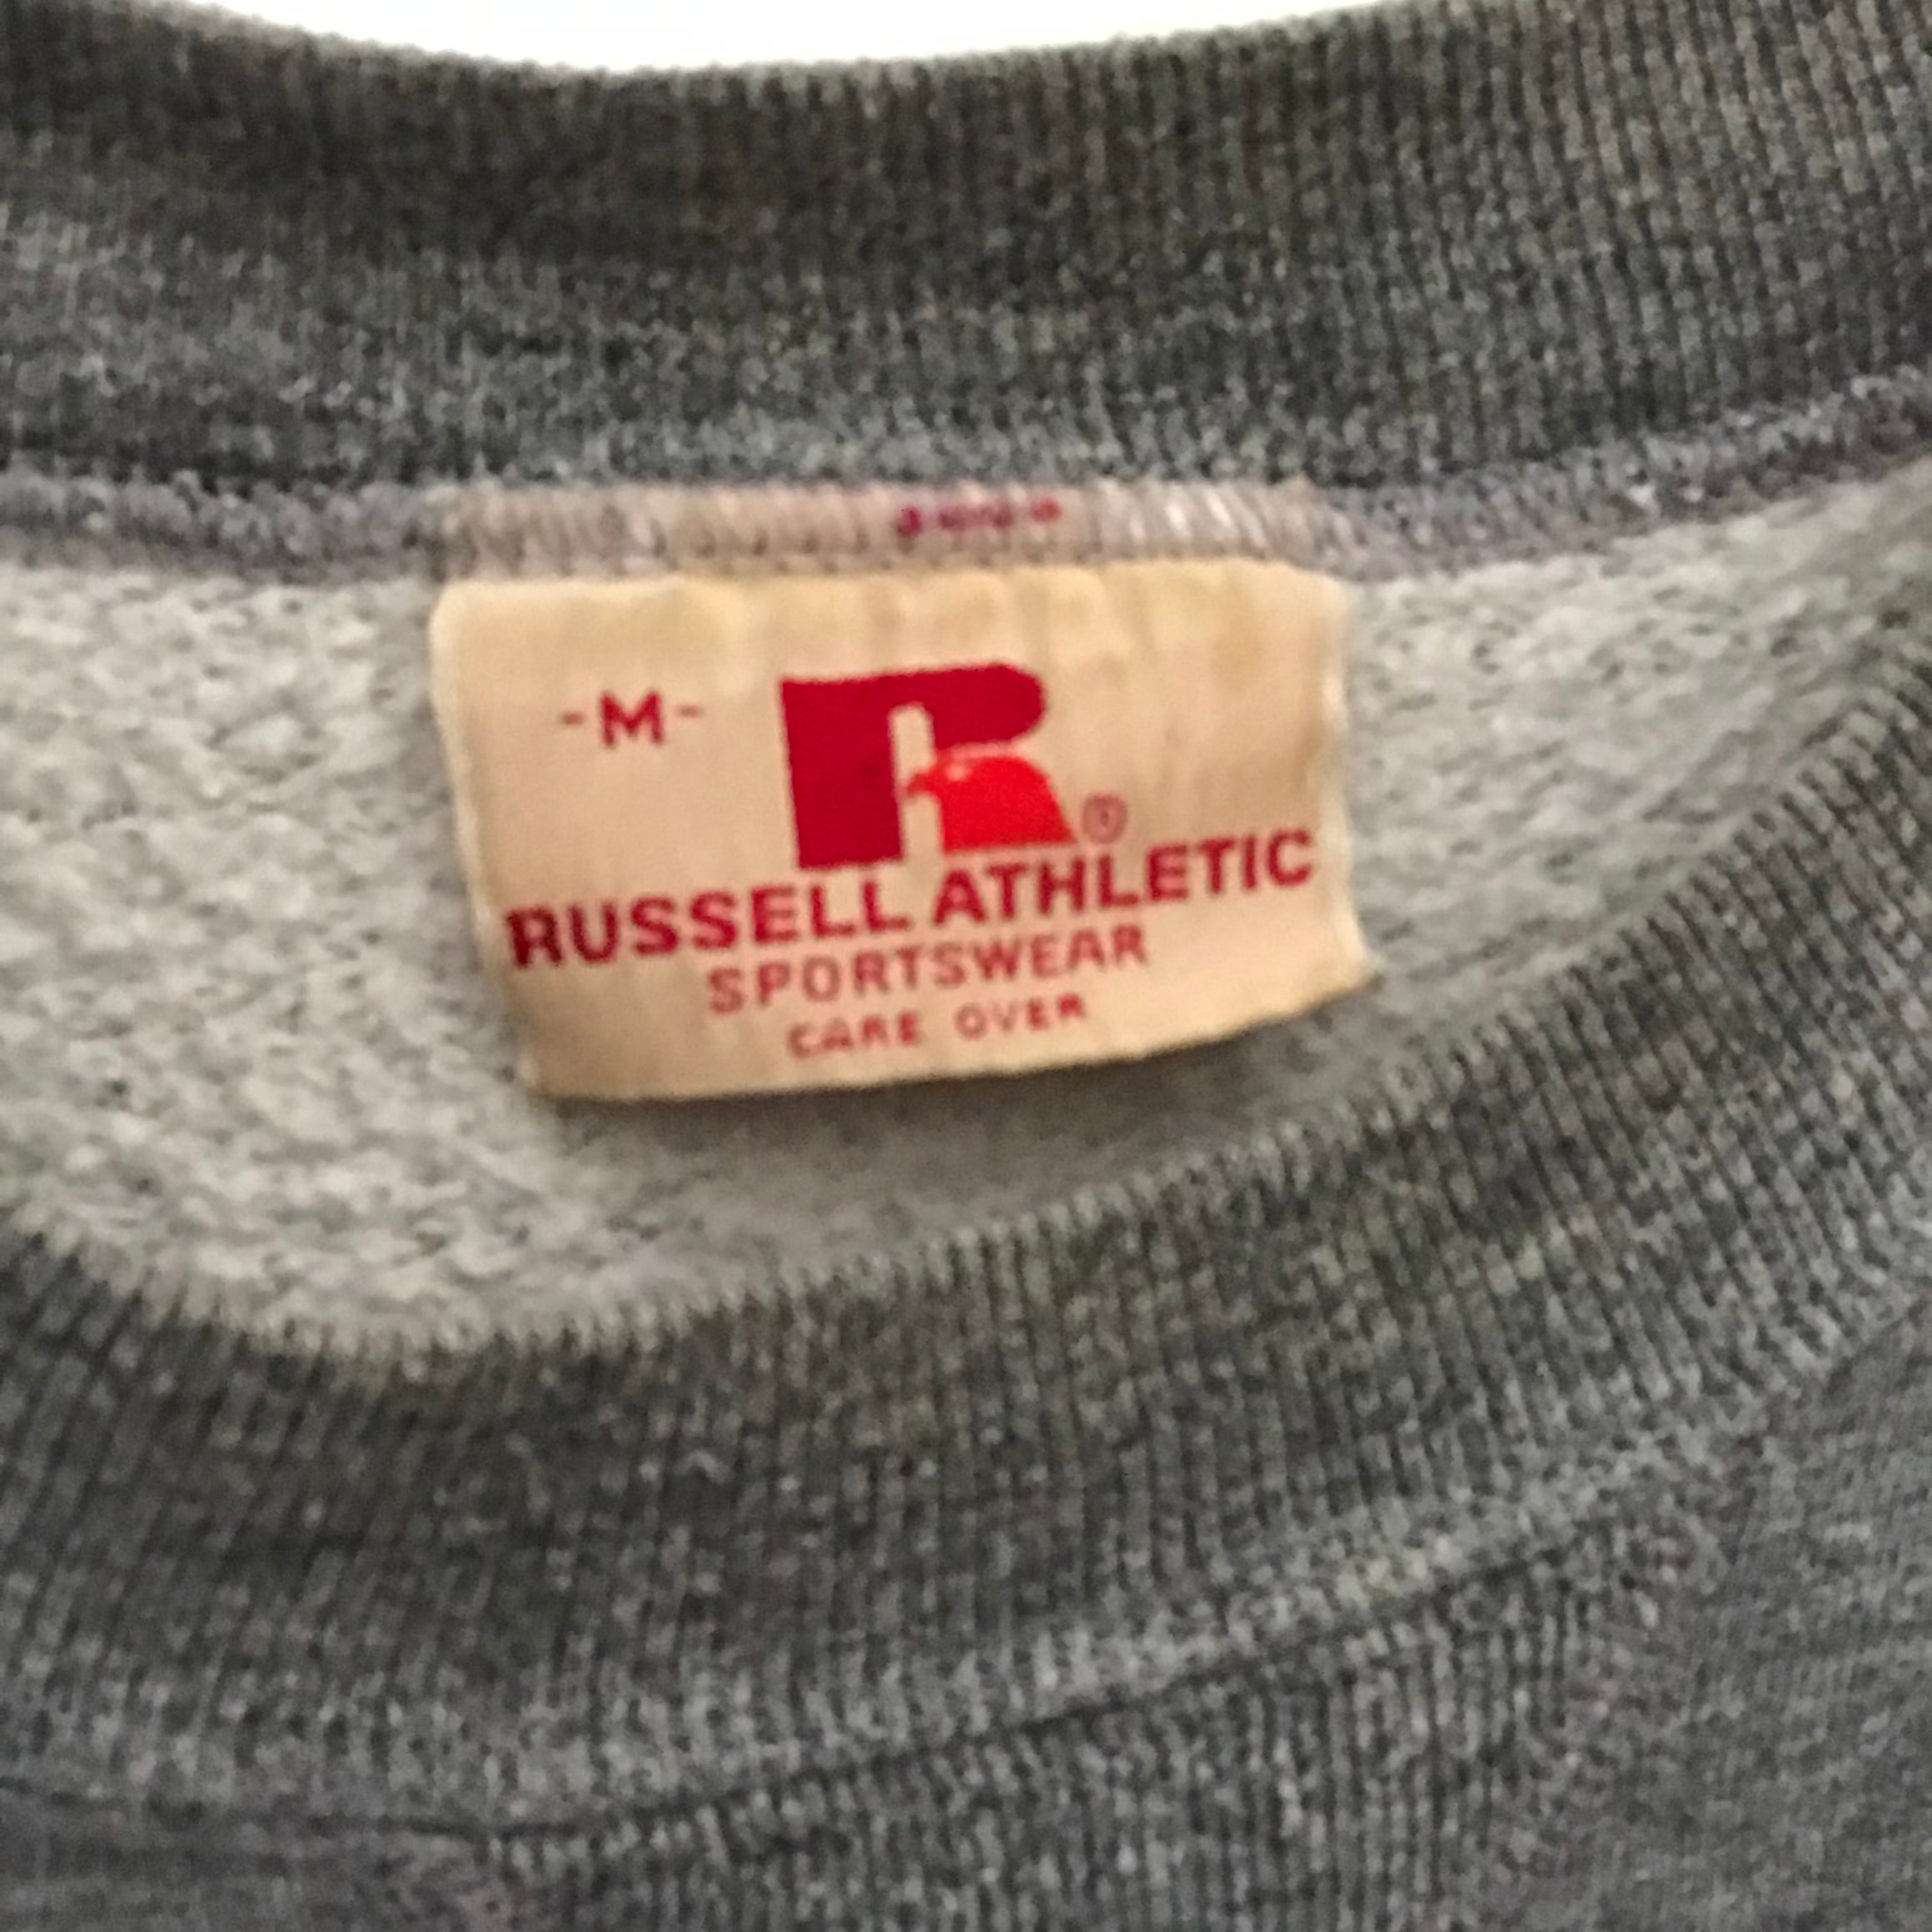 -M-
R®
RUSSELL ATHLETIC
SPORTSWEAR
CARE OVER